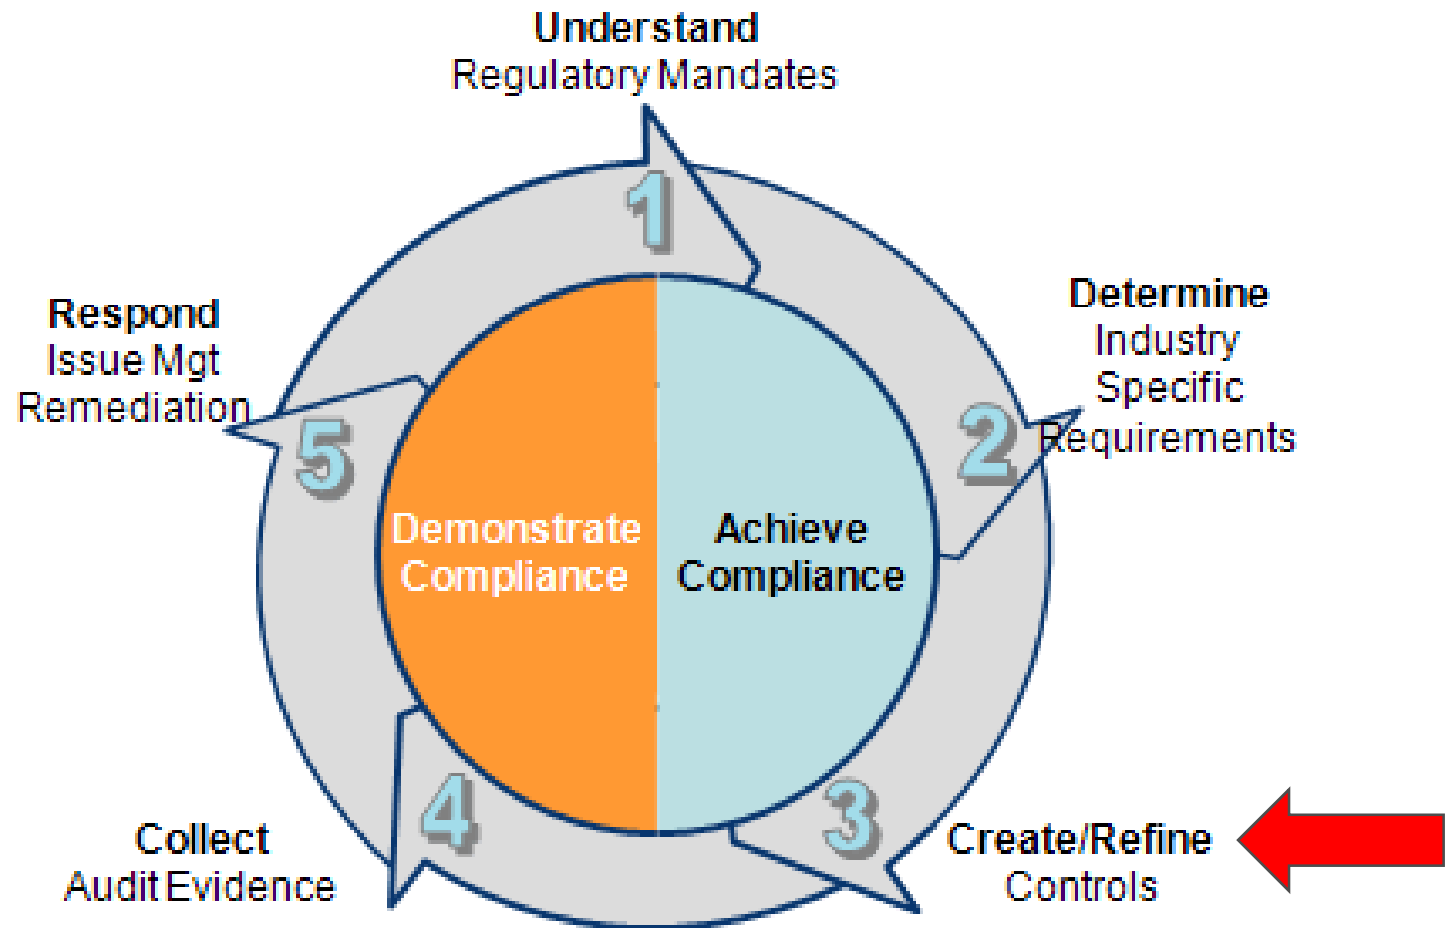 Understand
Regulatory Mandates
1
Determine
Industry
Specific
Requirements
2
Respond
Issue Mgt
Remediation
5
Demonstrate
Compliance
Achieve
Compliance
4
Collect
Audit Evidence
3
Create/Refine
Controls